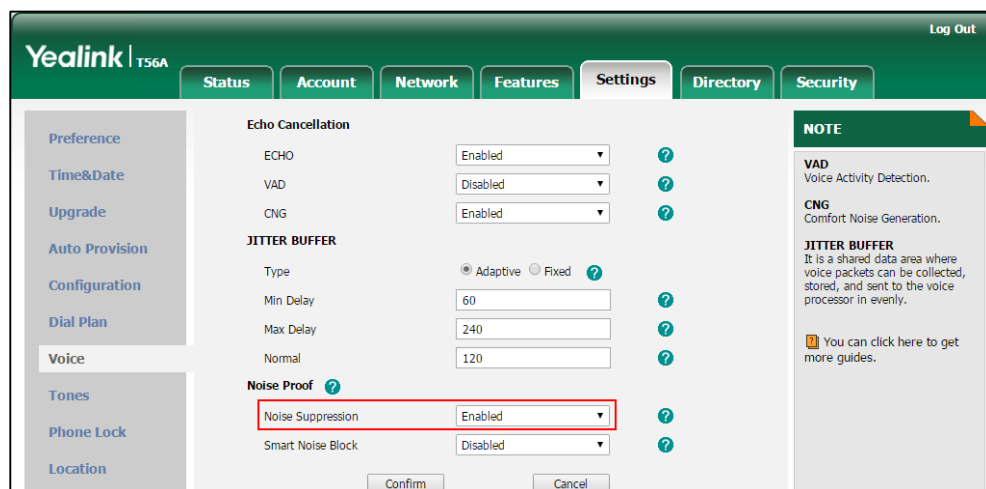 Log Out
Yealink T56A
Status Account Network Features Settings Directory Security
Preference
Time&Date
Upgrade
Auto Provision
Configuration
Dial Plan
Voice
Tones
Phone Lock
Location
Echo Cancellation
ECHO Enabled ?
VAD Disabled ?
CNG Enabled ?
JITTER BUFFER
Type Adaptive Fixed ?
Min Delay 60 ?
Max Delay 240 ?
Normal 120 ?
Noise Proof ?
Noise Suppression Enabled ?
Smart Noise Block Disabled ?
Confirm Cancel
NOTE
VAD
Voice Activity Detection.
CNG
Comfort Noise Generation.
JITTER BUFFER
It is a shared data area where
voice packets can be collected,
stored, and sent to the voice
processor in evenly.
? You can click here to get
more guides.